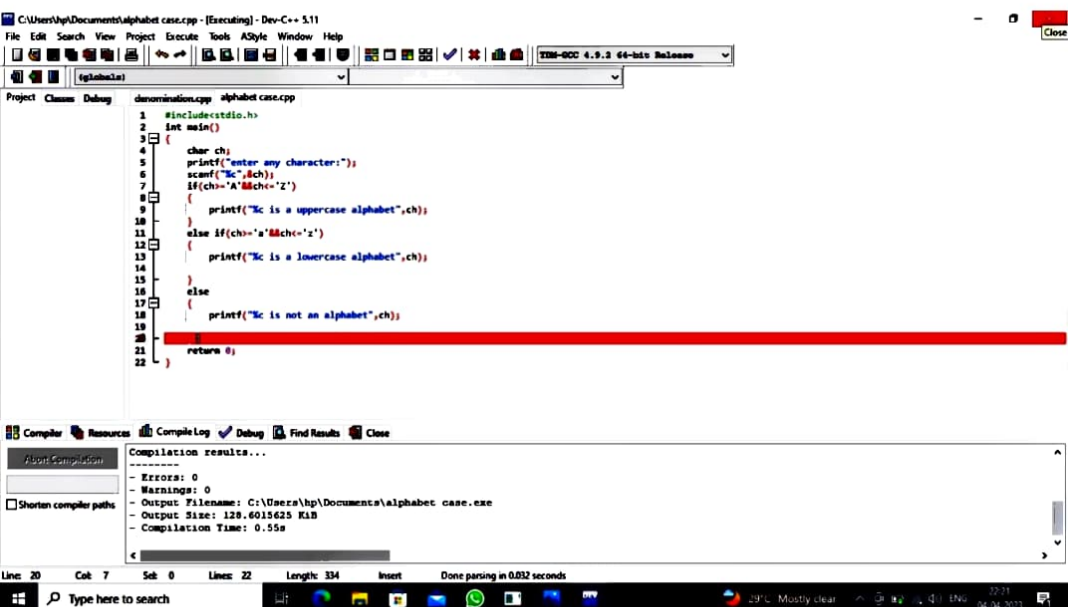 C:\Users\hp\Documents\alphabet case.cpp - [Executing] - Dev-C++ 5.11
Close
File Edit Search View Project Execute Tools AStyle Window Help
TDM-GCC 4.9.2 64-bit Release
(globals)
Project Classes Debug denomination.cpp alphabet case.cpp
1 #include<stdio.h>
2 int main()
3 {
4 char ch;
5 printf("enter any character:");
6 scanf("%c",&ch);
7 if(ch>='A'&&ch<='Z')
8 {
9 printf("%c is a uppercase alphabet",ch);
10 }
11 else if(ch>='a'&&ch<='z')
12 {
13 printf("%c is a lowercase alphabet",ch);
14
15 }
16 else
17 {
18 printf("%c is not an alphabet",ch);
19
20 }
21 return 0;
22 }
Compiler Resources Compile Log Debug Find Results Close
Abort Compilation
Compilation results...
--------
- Errors: 0
- Warnings: 0
- Output Filename: C:\Users\hp\Documents\alphabet case.exe
Shorten compiler paths
- Output Size: 128.6015625 KiB
- Compilation Time: 0.55s
Line: 20 Col: 7 Sel: 0 Lines: 22 Length: 334 Insert Done parsing in 0.032 seconds
Type here to search
29°C Mostly clear ENG
22:21